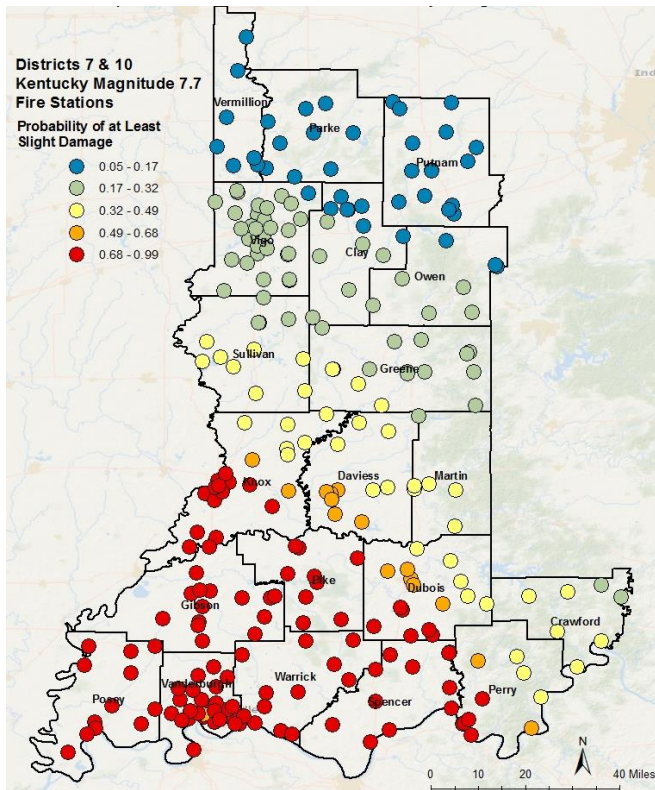 Districts 7 & 10
Kentucky Magnitude 7.7
Fire Stations
Probability of at Least
Slight Damage
0.05 - 0.17
0.17 - 0.32
0.32 - 0.49
0.49 - 0.68
0.68 - 0.99
Ind
Vermillion
Parke
Putnam
Vigo
Clay
Owen
Sullivan
Greene
Knox
Daviess
Martin
Pike
Dubois
Gibson
Crawford
Vanderburgh
Warrick
Perry
Posey
Spencer
N
0 10 20 40 Miles